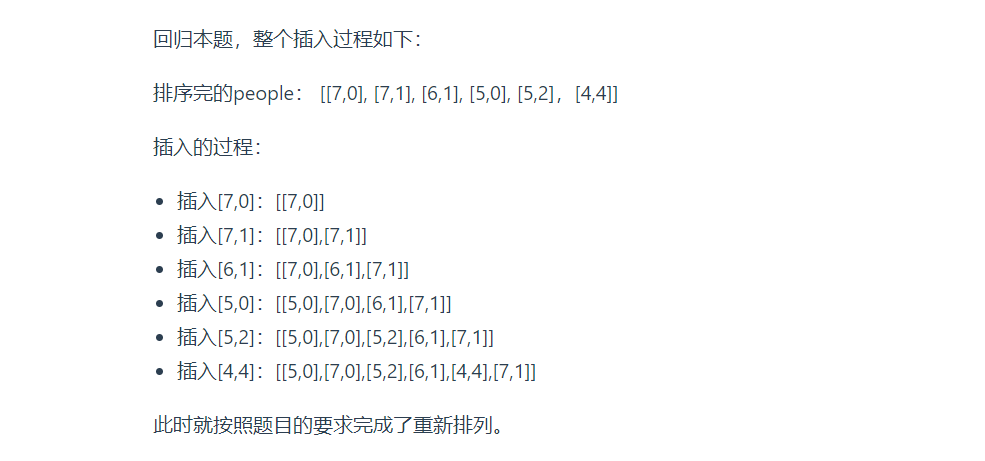 回归本题，整个插入过程如下：
排序完的people： [[7,0], [7,1], [6,1], [5,0], [5,2]，[4,4]]
插入的过程：
• 插入[7,0]：[[7,0]]
• 插入[7,1]：[[7,0],[7,1]]
• 插入[6,1]：[[7,0],[6,1],[7,1]]
• 插入[5,0]：[[5,0],[7,0],[6,1],[7,1]]
• 插入[5,2]：[[5,0],[7,0],[5,2],[6,1],[7,1]]
• 插入[4,4]：[[5,0],[7,0],[5,2],[6,1],[4,4],[7,1]]
此时就按照题目的要求完成了重新排列。